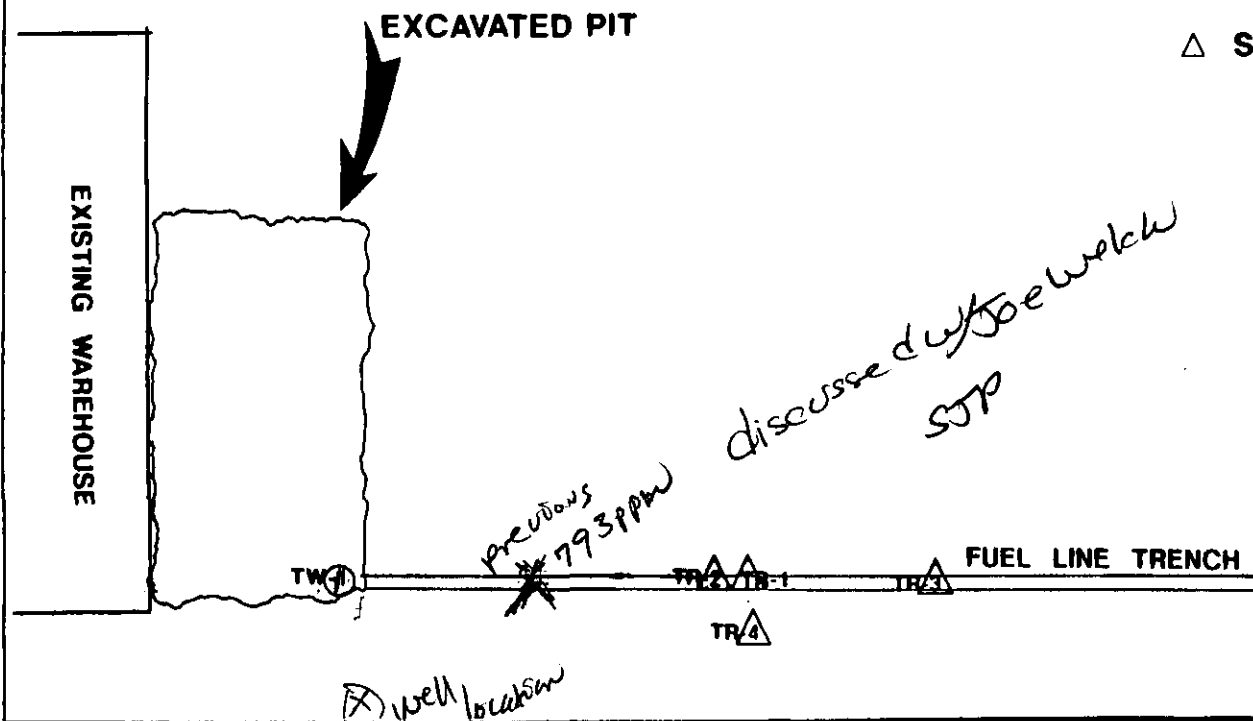 EXCAVATED PIT
△ S
EXISTING WAREHOUSE
discussed w/ Joe Welch
SJP
previous
793ppm
TW-1
TR-2 TR-1
TR-3
FUEL LINE TRENCH
TR-4
Ⓧ well location